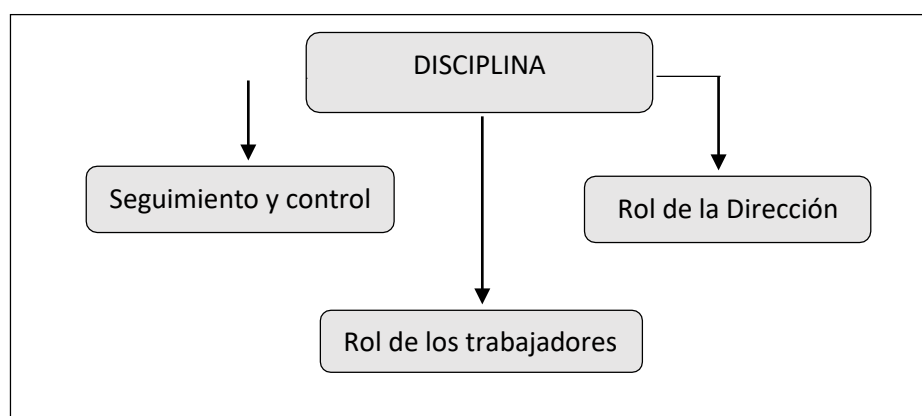 DISCIPLINA
Seguimiento y control
Rol de la Dirección
Rol de los trabajadores